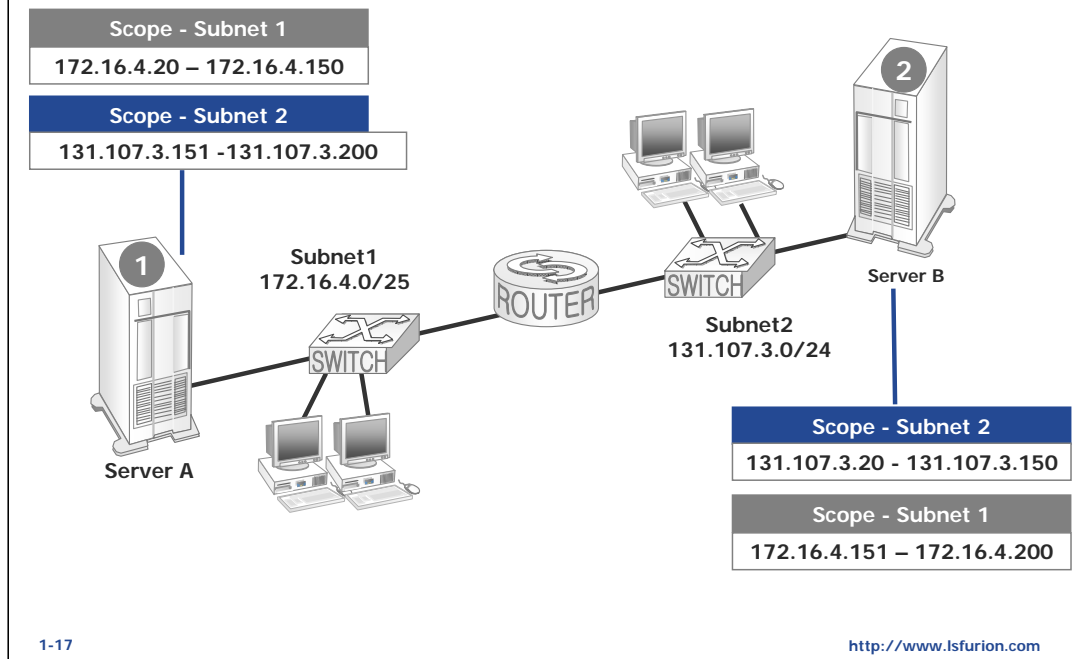 Scope - Subnet 1
172.16.4.20 – 172.16.4.150
Scope - Subnet 2
131.107.3.151 -131.107.3.200
1
Server A
Subnet1
172.16.4.0/25
SWITCH
ROUTER
SWITCH
Subnet2
131.107.3.0/24
2
Server B
Scope - Subnet 2
131.107.3.20 - 131.107.3.150
Scope - Subnet 1
172.16.4.151 – 172.16.4.200
1-17
http://www.lsfurion.com